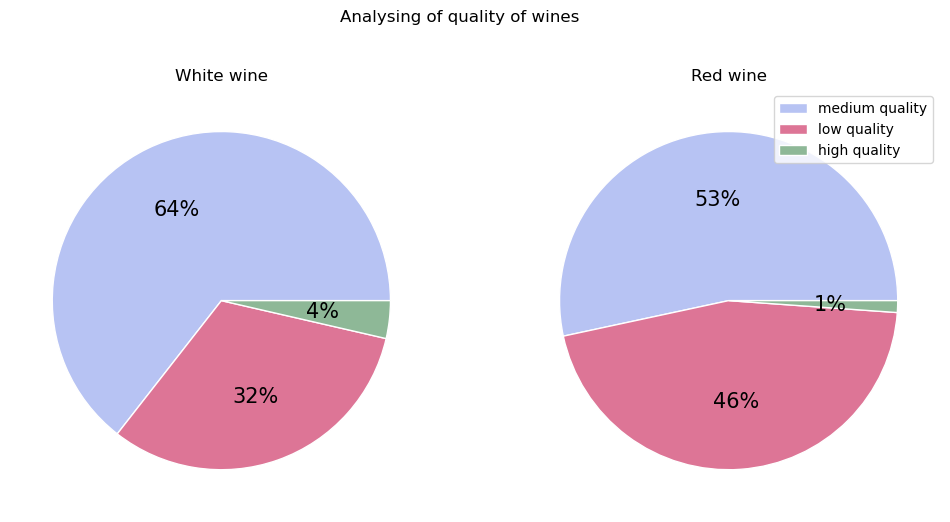 Analysing of quality of wines
White wine
64%
4%
32%
Red wine
medium quality
low quality
high quality
53%
1%
46%